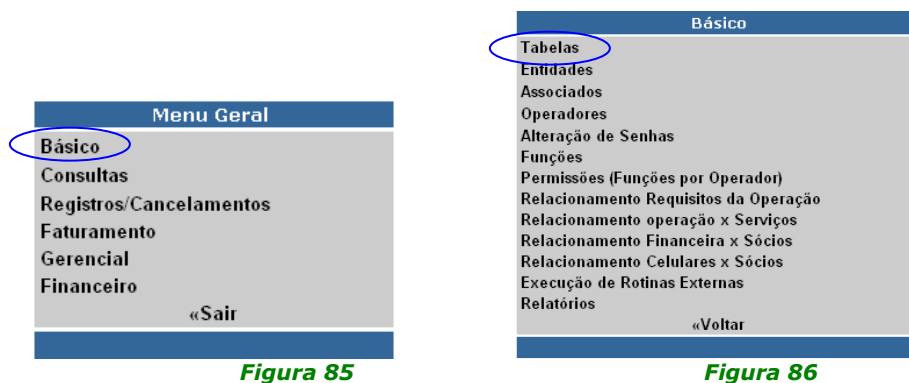 Menu Geral
Básico
Consultas
Registros/Cancelamentos
Faturamento
Gerencial
Financeiro
«Sair
Figura 85
Básico
Tabelas
Entidades
Associados
Operadores
Alteração de Senhas
Funções
Permissões (Funções por Operador)
Relacionamento Requisitos da Operação
Relacionamento operação x Serviços
Relacionamento Financeira x Sócios
Relacionamento Celulares x Sócios
Execução de Rotinas Externas
Relatórios
«Voltar
Figura 86